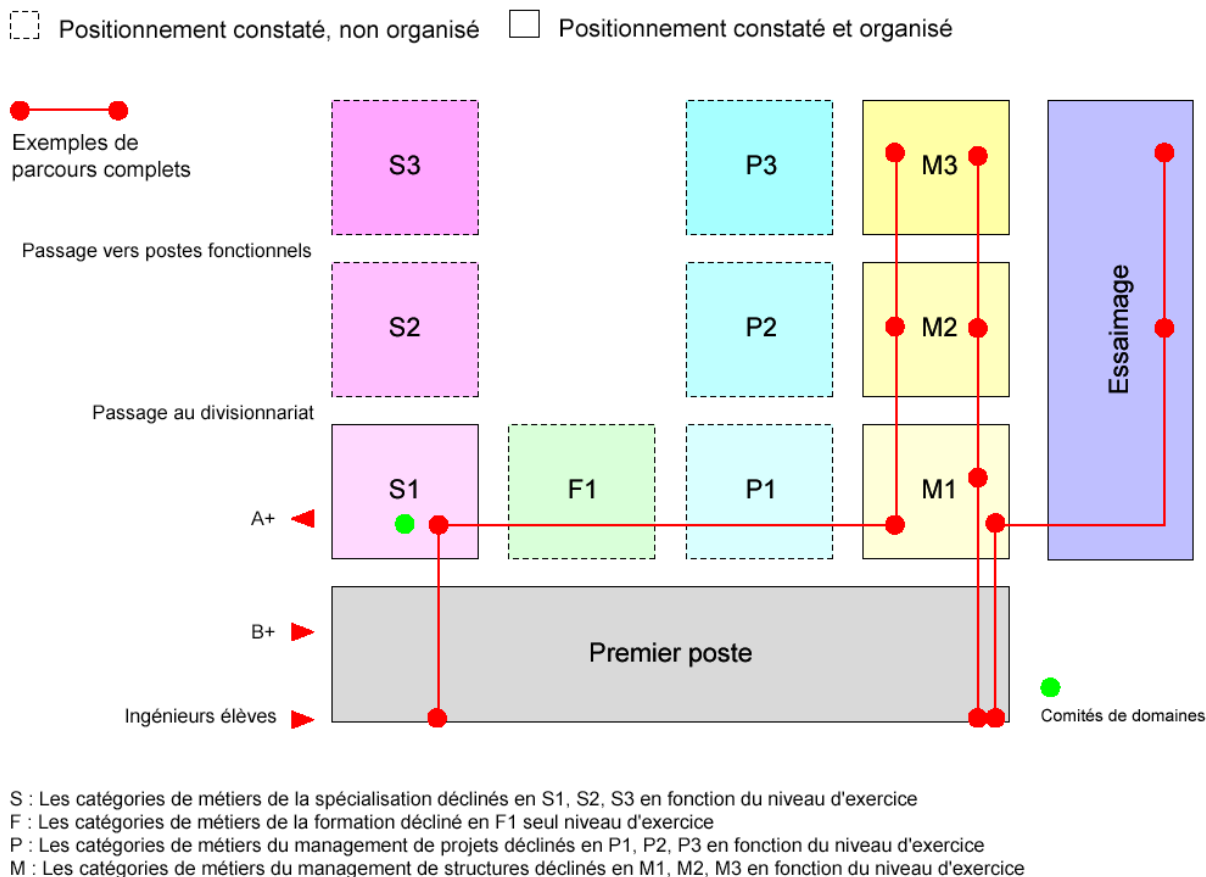 Positionnement constaté, non organisé
Positionnement constaté et organisé
Exemples de
parcours complets
S3
P3
M3
Passage vers postes fonctionnels
S2
P2
M2
Essaimage
Passage au divisionnariat
S1
F1
P1
M1
A+
B+
Premier poste
Ingénieurs élèves
Comités de domaines
S : Les catégories de métiers de la spécialisation déclinés en S1, S2, S3 en fonction du niveau d'exercice
F : Les catégories de métiers de la formation décliné en F1 seul niveau d'exercice
P : Les catégories de métiers du management de projets déclinés en P1, P2, P3 en fonction du niveau d'exercice
M : Les catégories de métiers du management de structures déclinés en M1, M2, M3 en fonction du niveau d'exercice